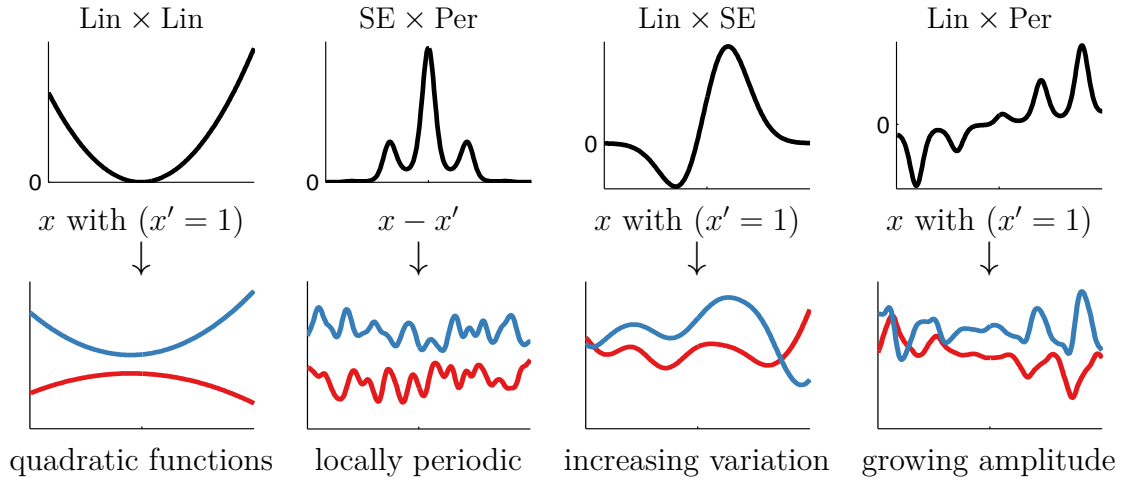 Lin × Lin
SE × Per
Lin × SE
Lin × Per
0
0
0
0
x with (x′ = 1)
x − x′
x with (x′ = 1)
x with (x′ = 1)
quadratic functions
locally periodic
increasing variation
growing amplitude